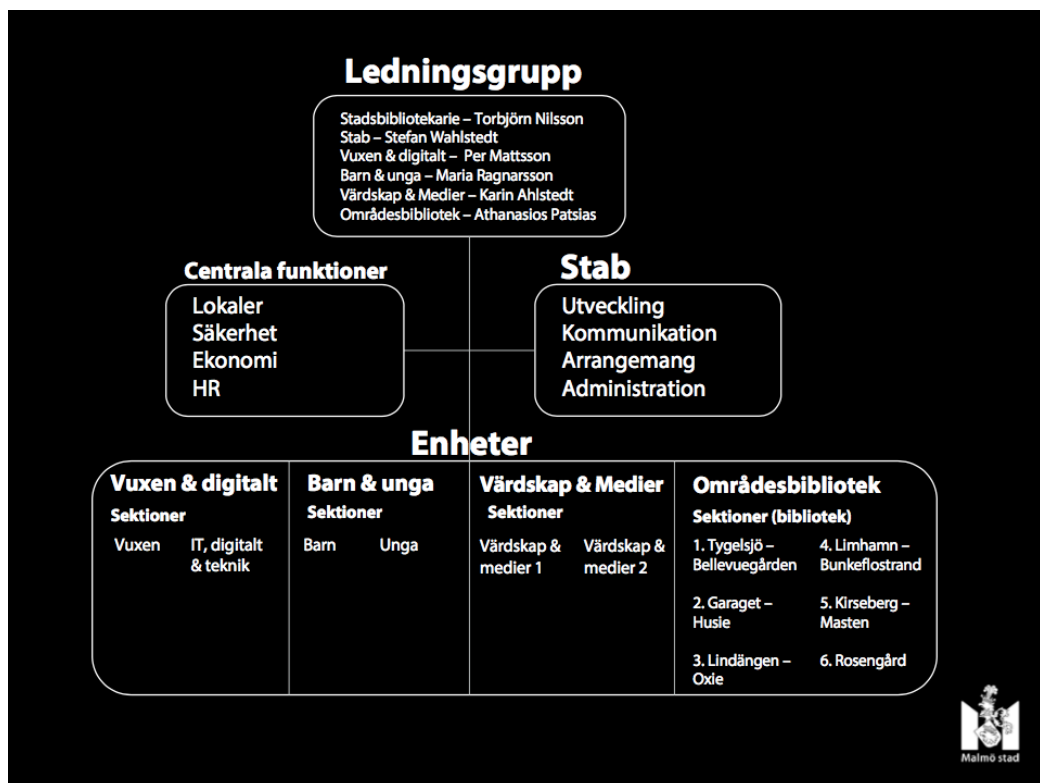 Ledningsgrupp
Stadsbibliotekarie – Torbjörn Nilsson
Stab – Stefan Wahlstedt
Vuxen & digitalt – Per Mattsson
Barn & unga – Maria Ragnarsson
Värdskap & Medier – Karin Ahlstedt
Områdesbibliotek – Athanasios Patsias
Centrala funktioner
Lokaler
Säkerhet
Ekonomi
HR
Stab
Utveckling
Kommunikation
Arrangemang
Administration
Enheter
Vuxen & digitalt
Sektioner
Vuxen
IT, digitalt
& teknik
Barn & unga
Sektioner
Barn
Unga
Värdskap & Medier
Sektioner
Värdskap &
medier 1
Värdskap &
medier 2
Områdesbibliotek
Sektioner (bibliotek)
1. Tygelsjö –
Bellevuegården
2. Garaget –
Husie
3. Lindängen –
Oxie
4. Limhamn –
Bunkeflostrand
5. Kirseberg –
Masten
6. Rosengård
Malmö stad